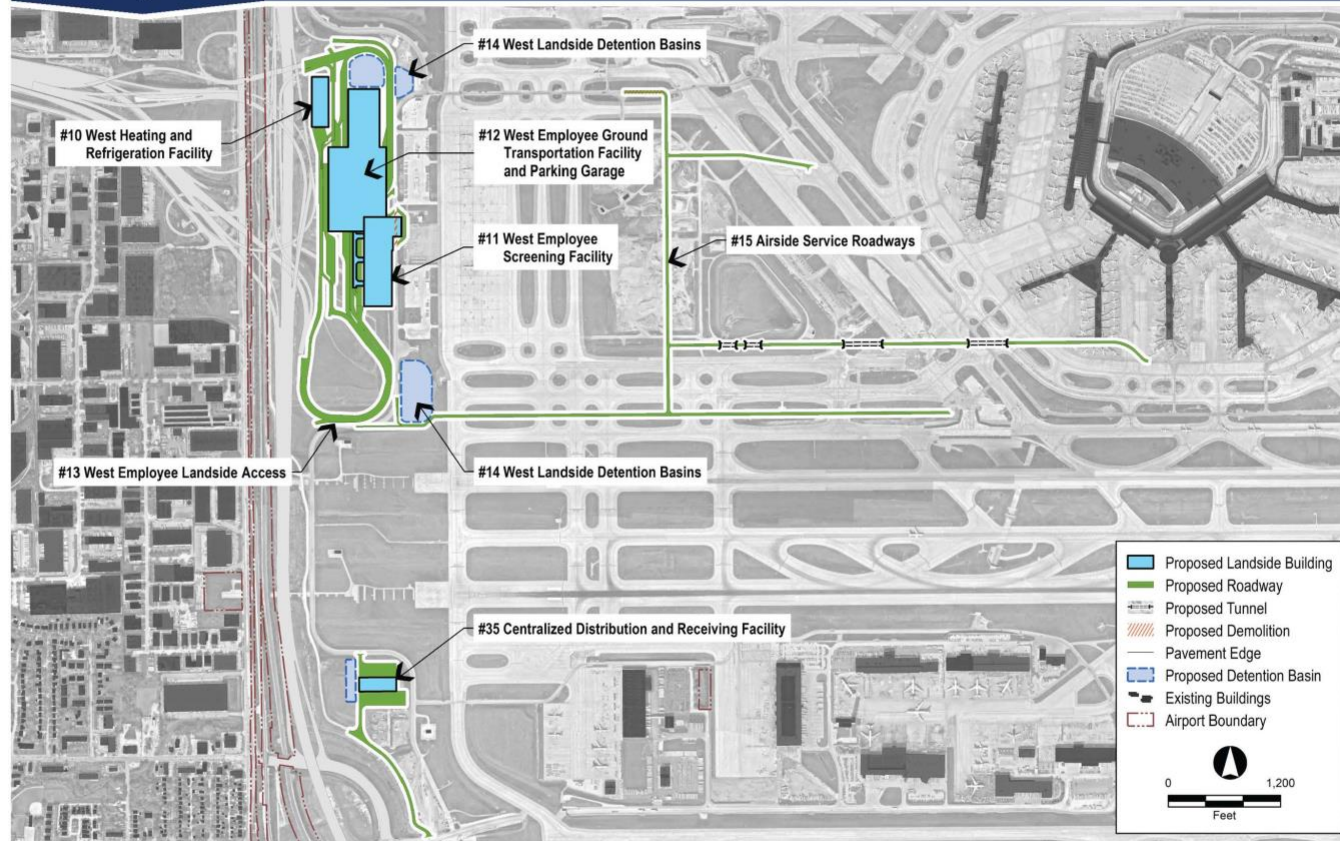 #14 West Landside Detention Basins
#10 West Heating and
Refrigeration Facility
#12 West Employee Ground
Transportation Facility
and Parking Garage
#15 Airside Service Roadways
#11 West Employee
Screening Facility
#13 West Employee Landside Access
#14 West Landside Detention Basins
#35 Centralized Distribution and Receiving Facility
Proposed Landside Building
Proposed Roadway
Proposed Tunnel
Proposed Demolition
Pavement Edge
Proposed Detention Basin
Existing Buildings
Airport Boundary
0 1,200
Feet